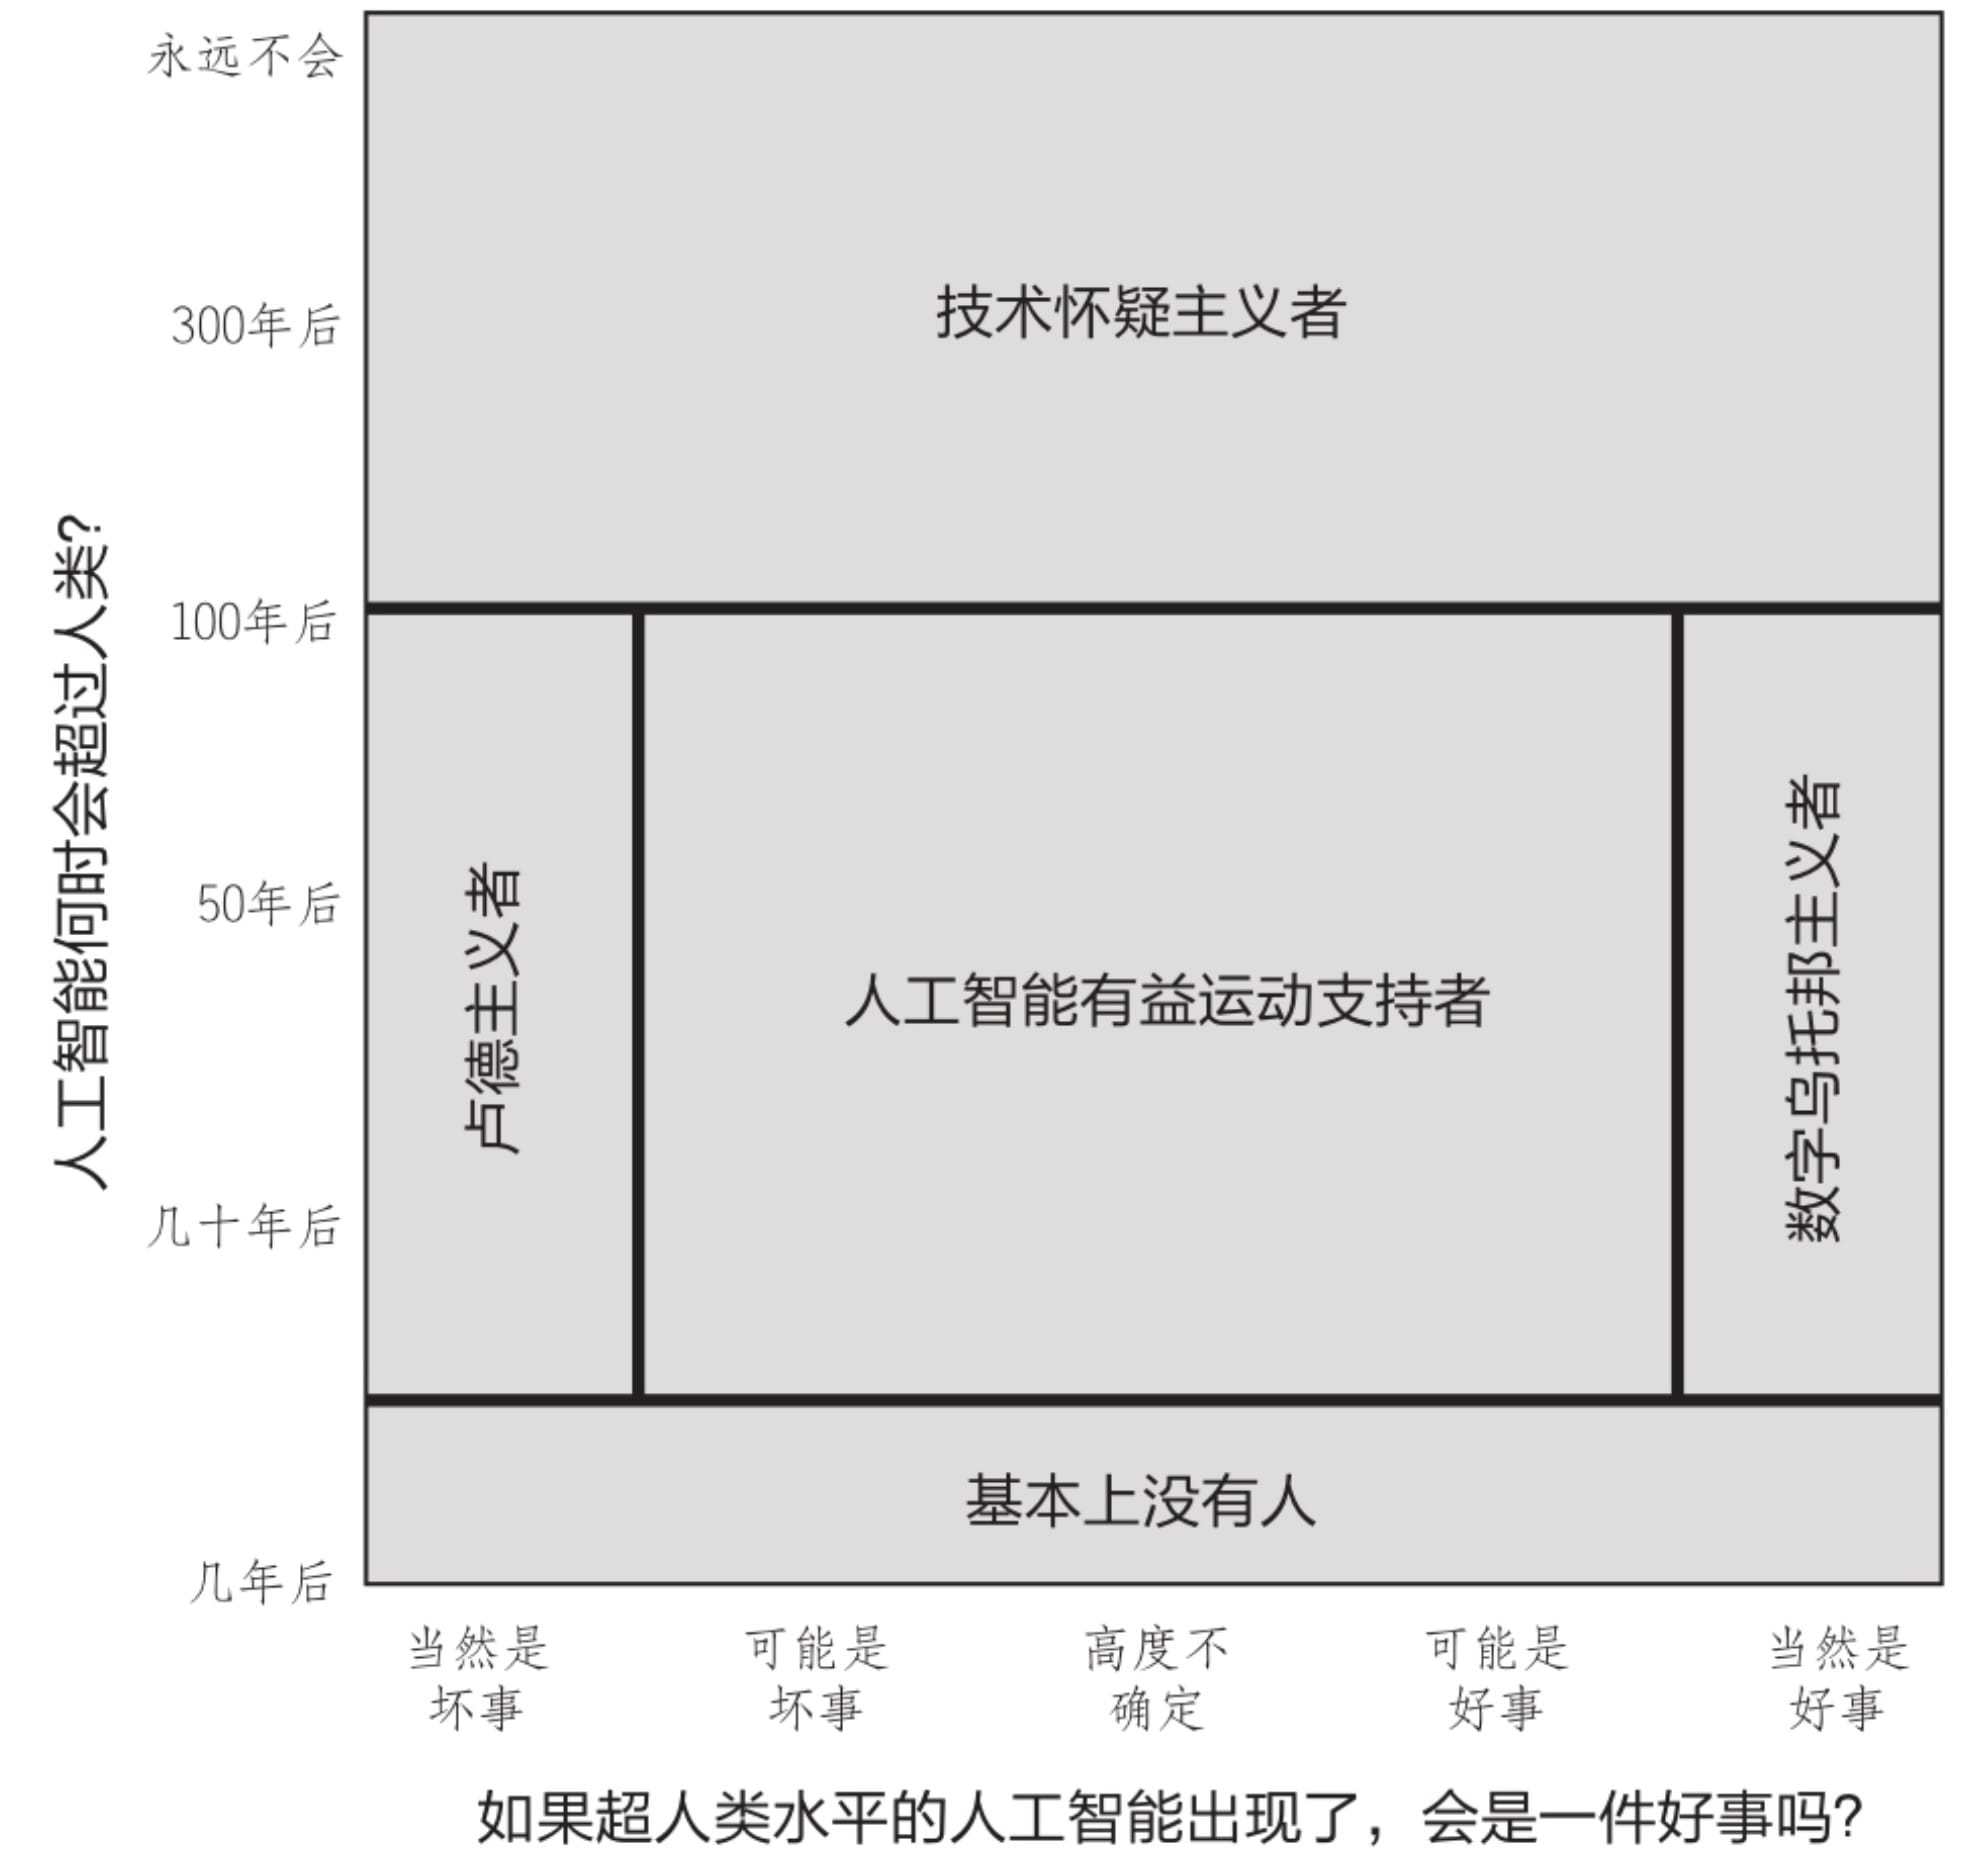 永远不会
300年后
技术怀疑主义者
人工智能何时会超过人类?
100年后
50年后
几十年后
几年后
卢德主义者
人工智能有益运动支持者
数字乌托邦主义者
基本上没有人
当然是
坏事
可能是
坏事
高度不
确定
可能是
好事
当然是
好事
如果超人类水平的人工智能出现了，会是一件好事吗?